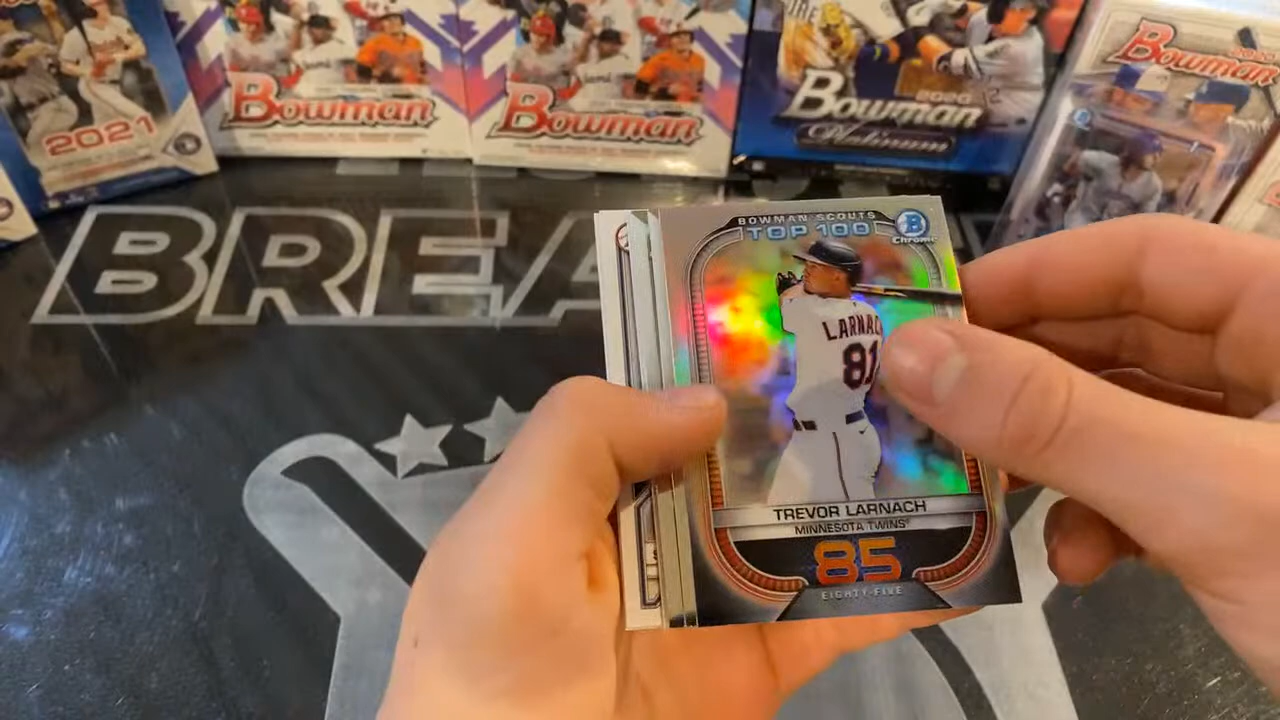 2021
Bowman
Bowman
2020
Bowman
Platinum
Bowman
BREA
BOWMAN SCOUTS
TOP 100
B
Chrome
LARNAC
81
TREVOR LARNACH
MINNESOTA TWINS
85
EIGHTY-FIVE